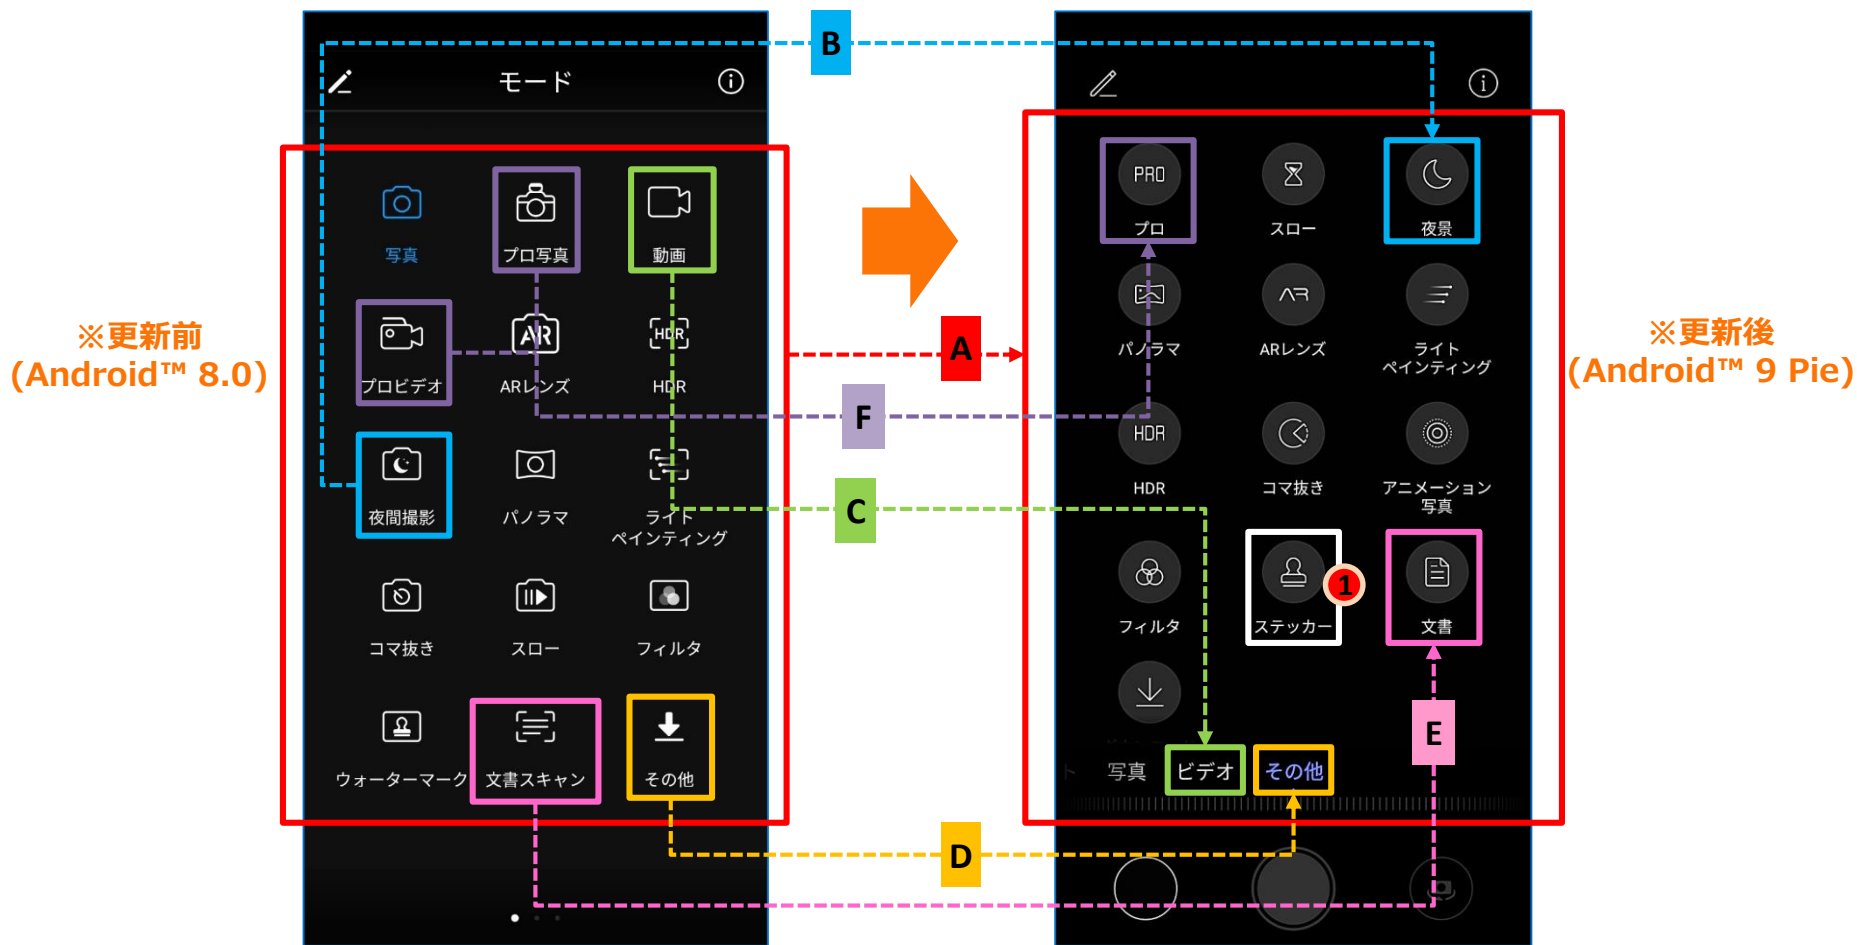 B
モード
※更新前
(Android™ 8.0)
写真
プロ写真
動画
プロビデオ
AR
ARレンズ
HDR
HDR
夜間撮影
パノラマ
ライト
ペインティング
コマ抜き
スロー
フィルタ
ウォーターマーク
文書スキャン
その他
A
F
C
D
E
PRO
プロ
スロー
夜景
パノラマ
AR
ARレンズ
ライト
ペインティング
HDR
HDR
コマ抜き
アニメーション
写真
フィルタ
ステッカー
1
文書
ト 写真 ビデオ その他
※更新後
(Android™ 9 Pie)